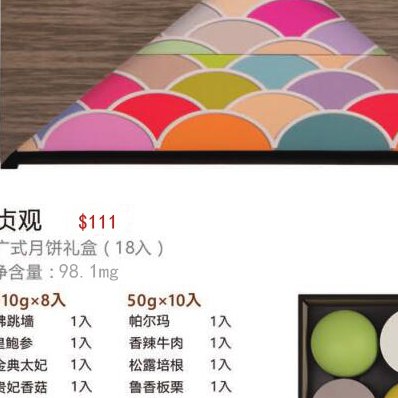 贞观 $111
广式月饼礼盒（18入）
净含量：98.1mg
10g×8入 50g×10入
佛跳墙 1入 帕尔玛 1入
鲍参 1入 香辣牛肉 1入
金典太妃 1入 松露培根 1入
贵妃香菇 1入 鲁香板栗 1入